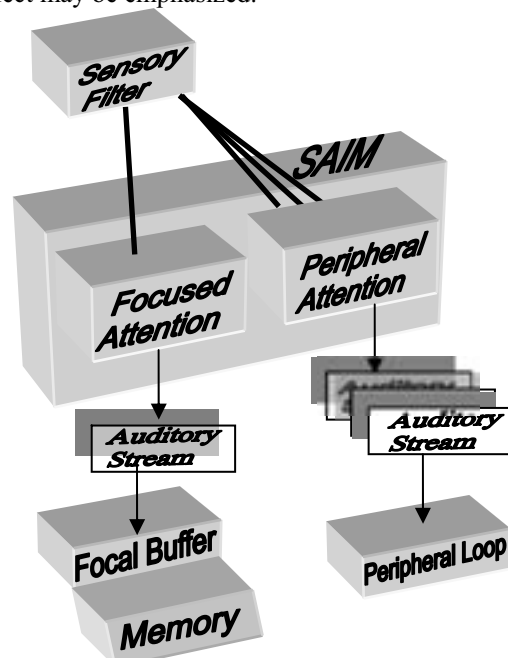 ect may be emphasized.
Sensory
Filter
SAIM
Focused
Attention
Peripheral
Attention
Auditory
Auditory
Stream
Auditory
Stream
Focal Buffer
Peripheral Loop
Memory